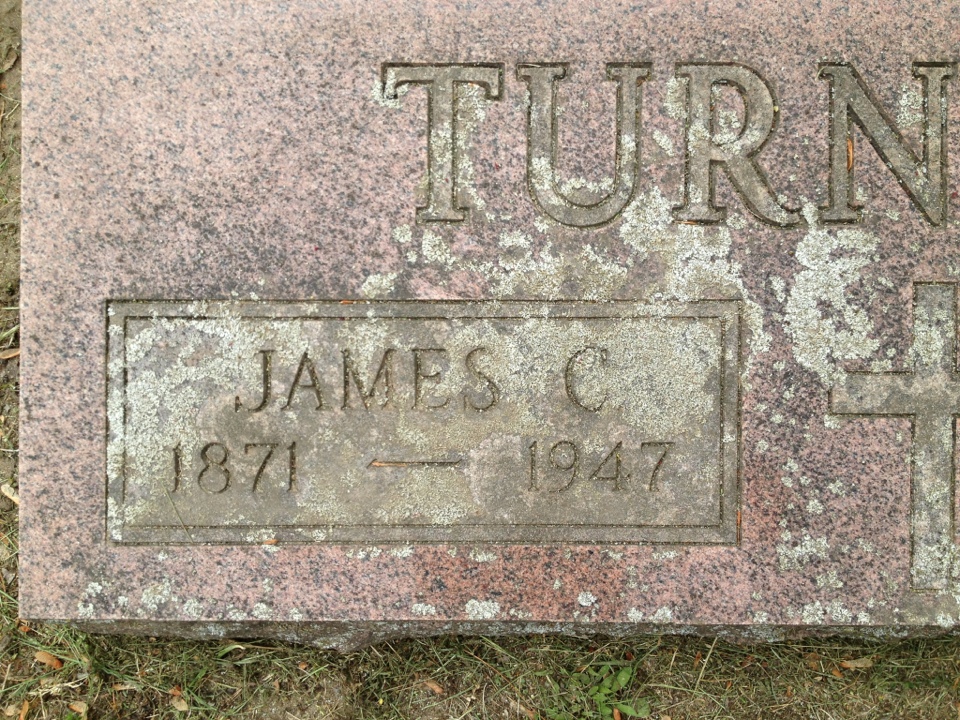 TURN
JAMES C
1871 — 1947